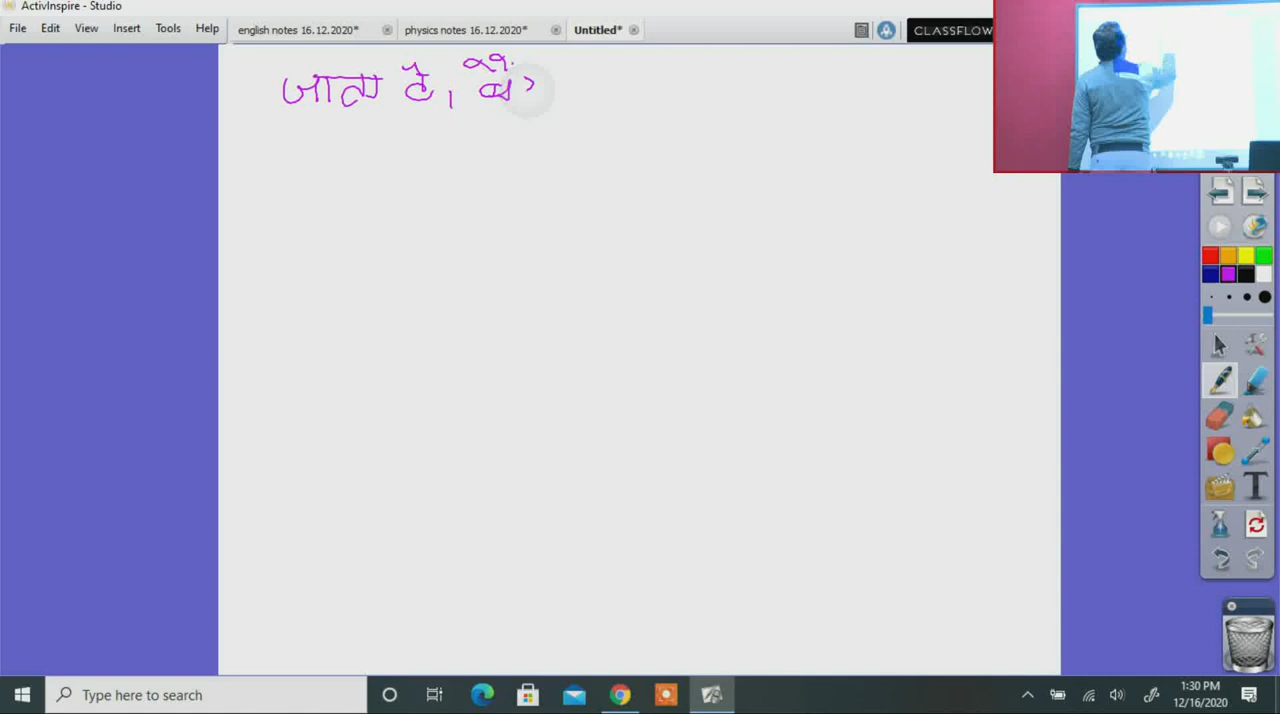 ActivInspire - Studio
File Edit View Insert Tools Help
english notes 16.12.2020* physics notes 16.12.2020* Untitled* CLASSFLOW
जाता है,
Type here to search
1:30 PM
12/16/2020